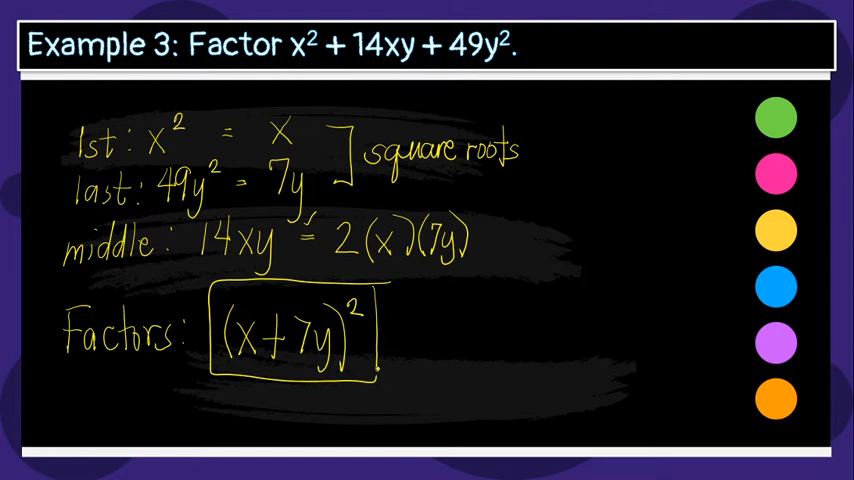 Example 3: Factor x² + 14xy + 49y².
1st: x² = x
square roots
last: 49y² = 7y
middle: 14xy = 2(x)(7y)
Factors: (x + 7y)²